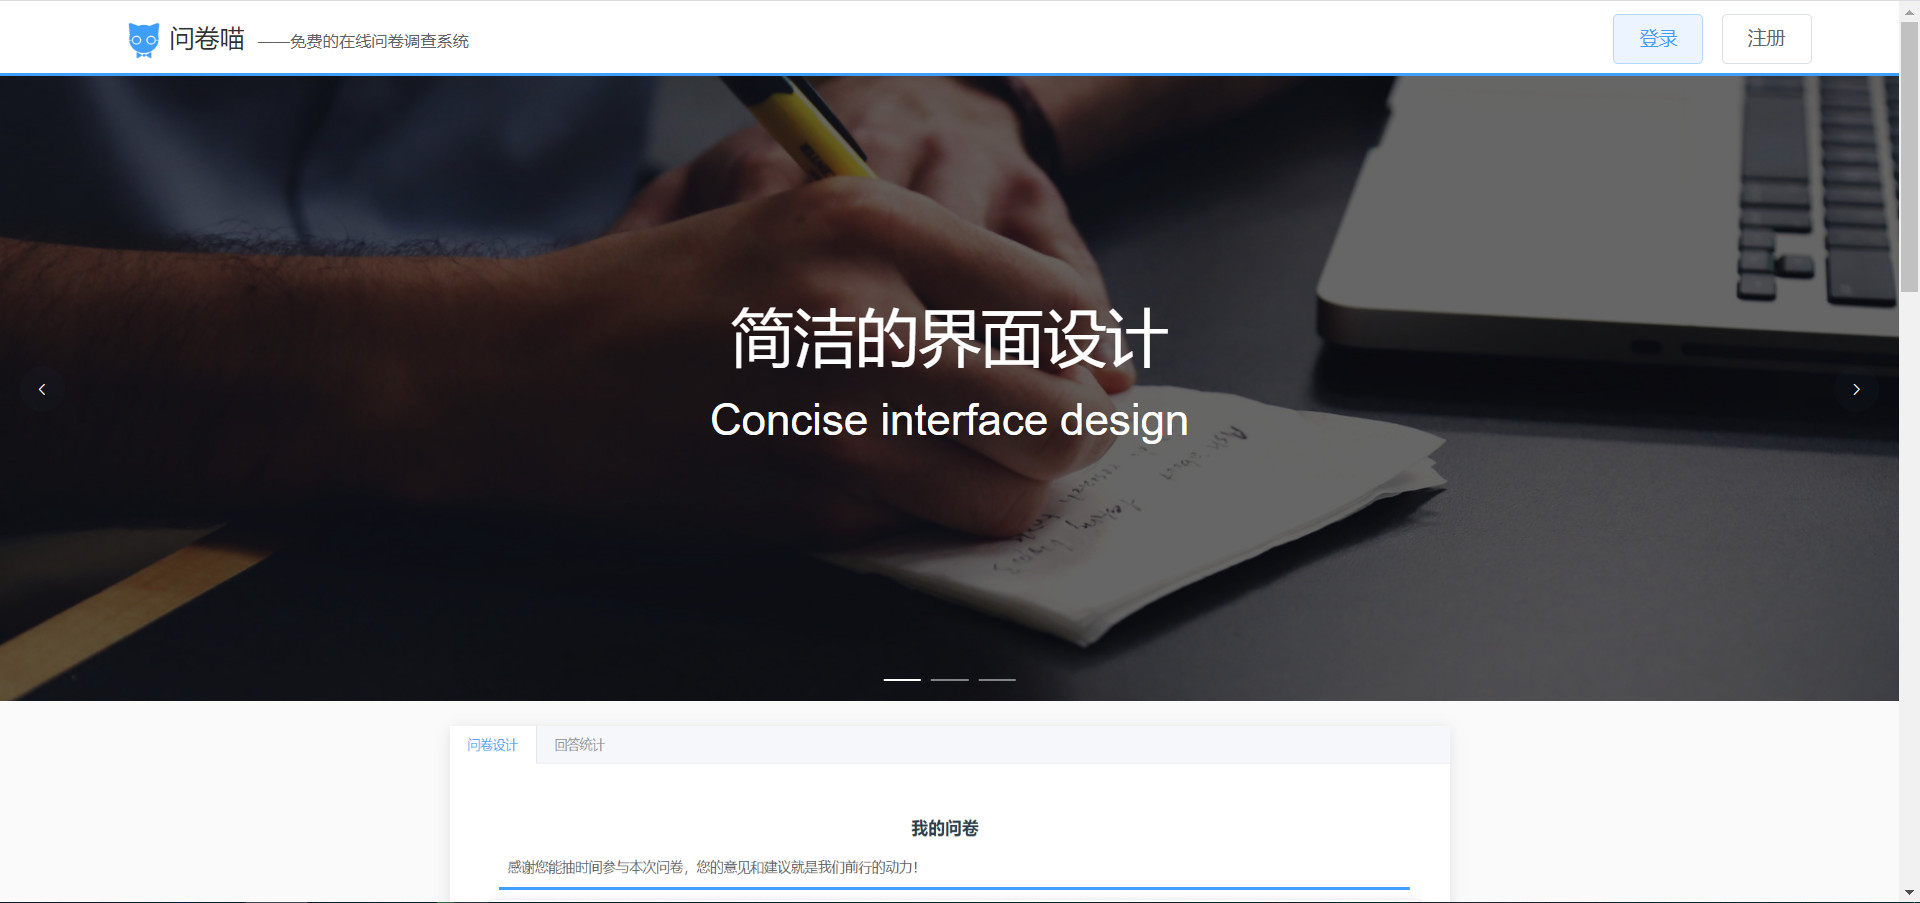 问卷喵 ——免费的在线问卷调查系统
登录 注册
简洁的界面设计
Concise interface design
问卷设计 回答统计
我的问卷
感谢您能抽时间参与本次问卷，您的意见和建议就是我们前行的动力！